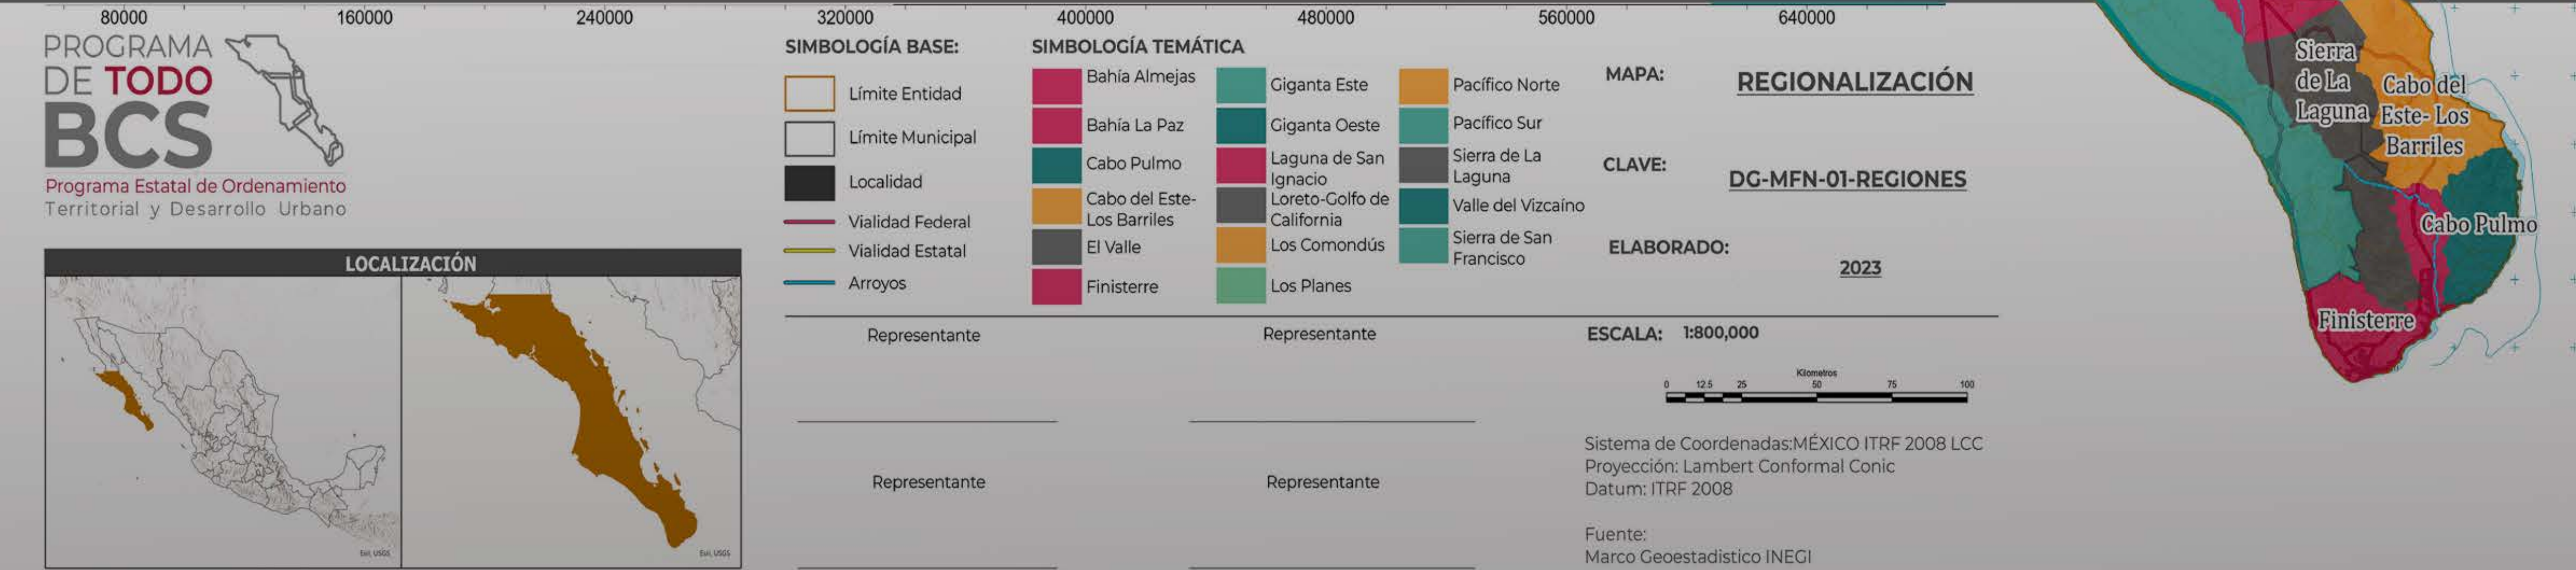 80000 160000 240000 320000 400000 480000 560000 640000
PROGRAMA
DE TODO
BCS
Programa Estatal de Ordenamiento
Territorial y Desarrollo Urbano
LOCALIZACIÓN
Esri, USGS
Esri, USGS
SIMBOLOGÍA BASE:
Límite Entidad
Límite Municipal
Localidad
Vialidad Federal
Vialidad Estatal
Arroyos
SIMBOLOGÍA TEMÁTICA
Bahía Almejas
Bahía La Paz
Cabo Pulmo
Cabo del Este-
Los Barriles
El Valle
Finisterre
Giganta Este
Giganta Oeste
Laguna de San
Ignacio
Loreto-Golfo de
California
Los Comondús
Los Planes
Pacífico Norte
Pacífico Sur
Sierra de La
Laguna
Valle del Vizcaíno
Sierra de San
Francisco
Representante
Representante
Representante
Representante
MAPA:
REGIONALIZACIÓN
CLAVE:
DG-MFN-01-REGIONES
ELABORADO:
2023
ESCALA: 1:800,000
Kilometros
0 12.5 25 50 75 100
Sistema de Coordenadas:MÉXICO ITRF 2008 LCC
Proyección: Lambert Conformal Conic
Datum: ITRF 2008
Fuente:
Marco Geoestadistico INEGI
Sierra
de La
Laguna
Cabo del
Este- Los
Barriles
Cabo Pulmo
Finisterre